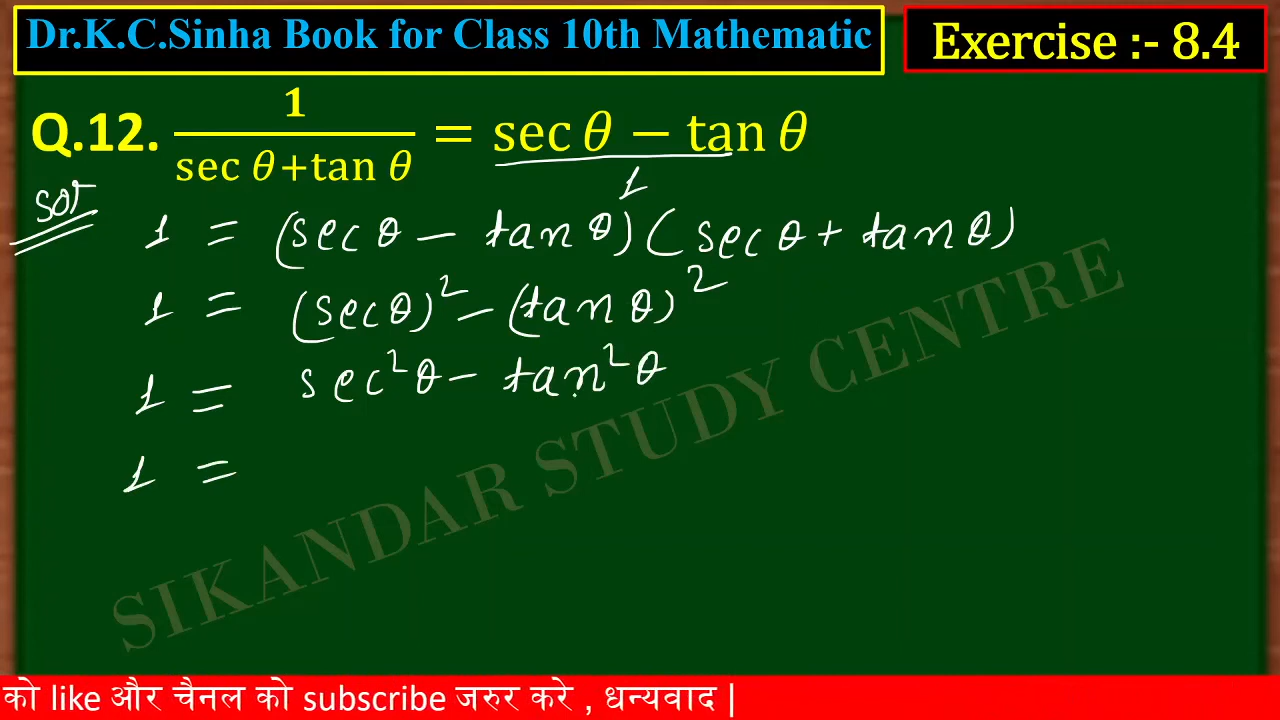 Dr.K.C.Sinha Book for Class 10th Mathematic
Exercise :- 8.4
Q.12. 1/(sec θ+tan θ) = sec θ − tan θ
1
Sol
1 = (sec θ − tan θ)(sec θ + tan θ)
1 = (sec θ)² − (tan θ)²
1 = sec² θ − tan² θ
1 =
SIKANDAR STUDY CENTRE
को like और चैनल को subscribe जरुर करे , धन्यवाद |